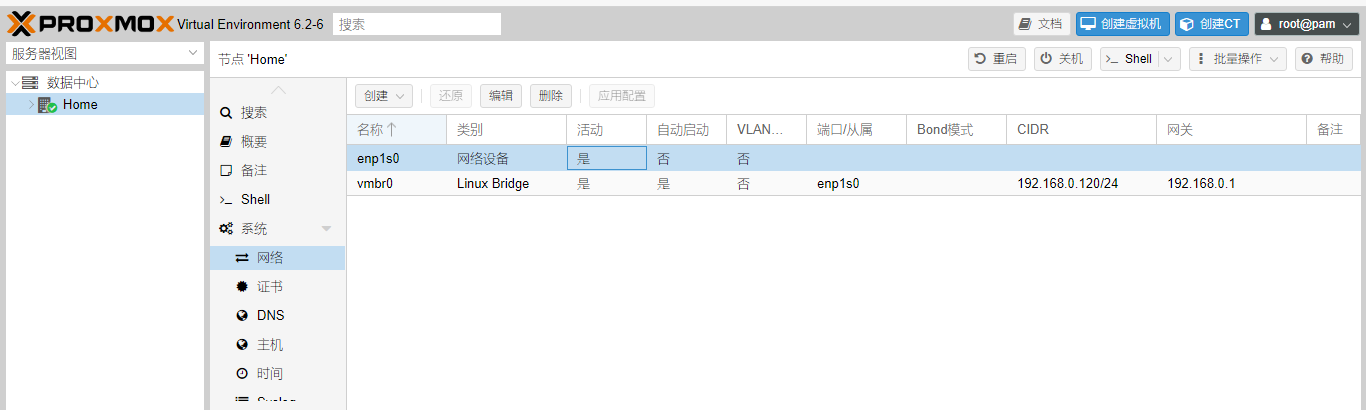 PROXMOX Virtual Environment 6.2-6 搜索 文档 创建虚拟机 创建CT root@pam
服务器视图
数据中心
Home
节点 'Home' 重启 关机 Shell 批量操作 帮助
搜索
概要
备注
Shell
系统
网络
证书
DNS
主机
时间
Syslog
创建 还原 编辑 删除 应用配置
名称 类别 活动 自动启动 VLAN... 端口/从属 Bond模式 CIDR 网关 备注
enp1s0 网络设备 是 否 否
vmbr0 Linux Bridge 是 是 否 enp1s0 192.168.0.120/24 192.168.0.1